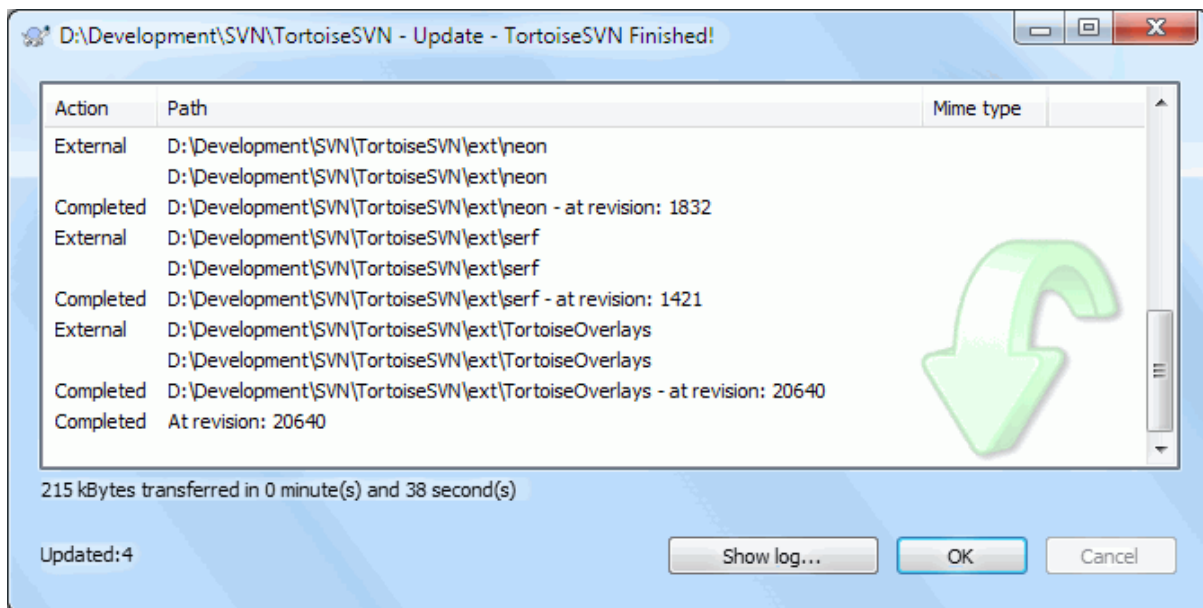 D:\Development\SVN\TortoiseSVN - Update - TortoiseSVN Finished!
Action Path Mime type
External D:\Development\SVN\TortoiseSVN\ext\neon
D:\Development\SVN\TortoiseSVN\ext\neon
Completed D:\Development\SVN\TortoiseSVN\ext\neon - at revision: 1832
External D:\Development\SVN\TortoiseSVN\ext\serf
D:\Development\SVN\TortoiseSVN\ext\serf
Completed D:\Development\SVN\TortoiseSVN\ext\serf - at revision: 1421
External D:\Development\SVN\TortoiseSVN\ext\TortoiseOverlays
D:\Development\SVN\TortoiseSVN\ext\TortoiseOverlays
Completed D:\Development\SVN\TortoiseSVN\ext\TortoiseOverlays - at revision: 20640
Completed At revision: 20640
215 kBytes transferred in 0 minute(s) and 38 second(s)
Updated:4 Show log... OK Cancel